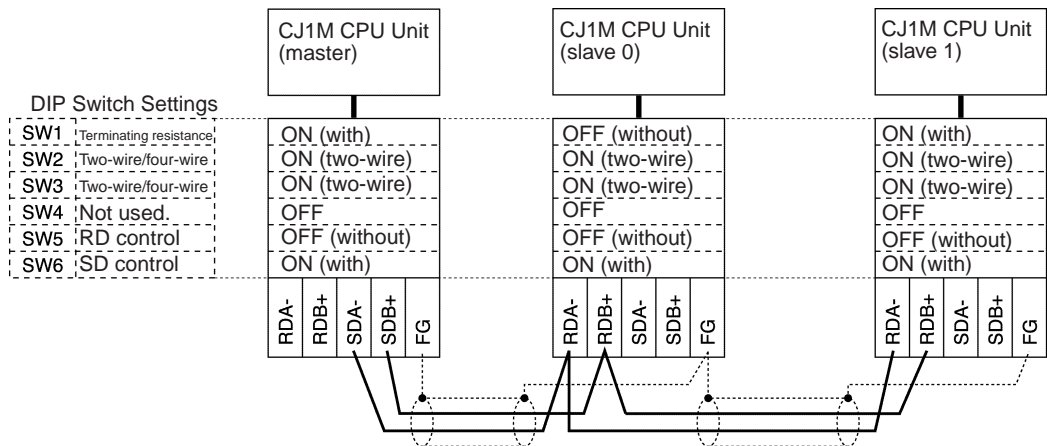 CJ1M CPU Unit
(master)
CJ1M CPU Unit
(slave 0)
CJ1M CPU Unit
(slave 1)
DIP Switch Settings
SW1 Terminating resistance ON (with) OFF (without) ON (with)
SW2 Two-wire/four-wire ON (two-wire) ON (two-wire) ON (two-wire)
SW3 Two-wire/four-wire ON (two-wire) ON (two-wire) ON (two-wire)
SW4 Not used. OFF OFF OFF
SW5 RD control OFF (without) OFF (without) OFF (without)
SW6 SD control ON (with) ON (with) ON (with)
RDA- RDB+ SDA- SDB+ FG RDA- RDB+ SDA- SDB+ FG RDA- RDB+ SDA- SDB+ FG